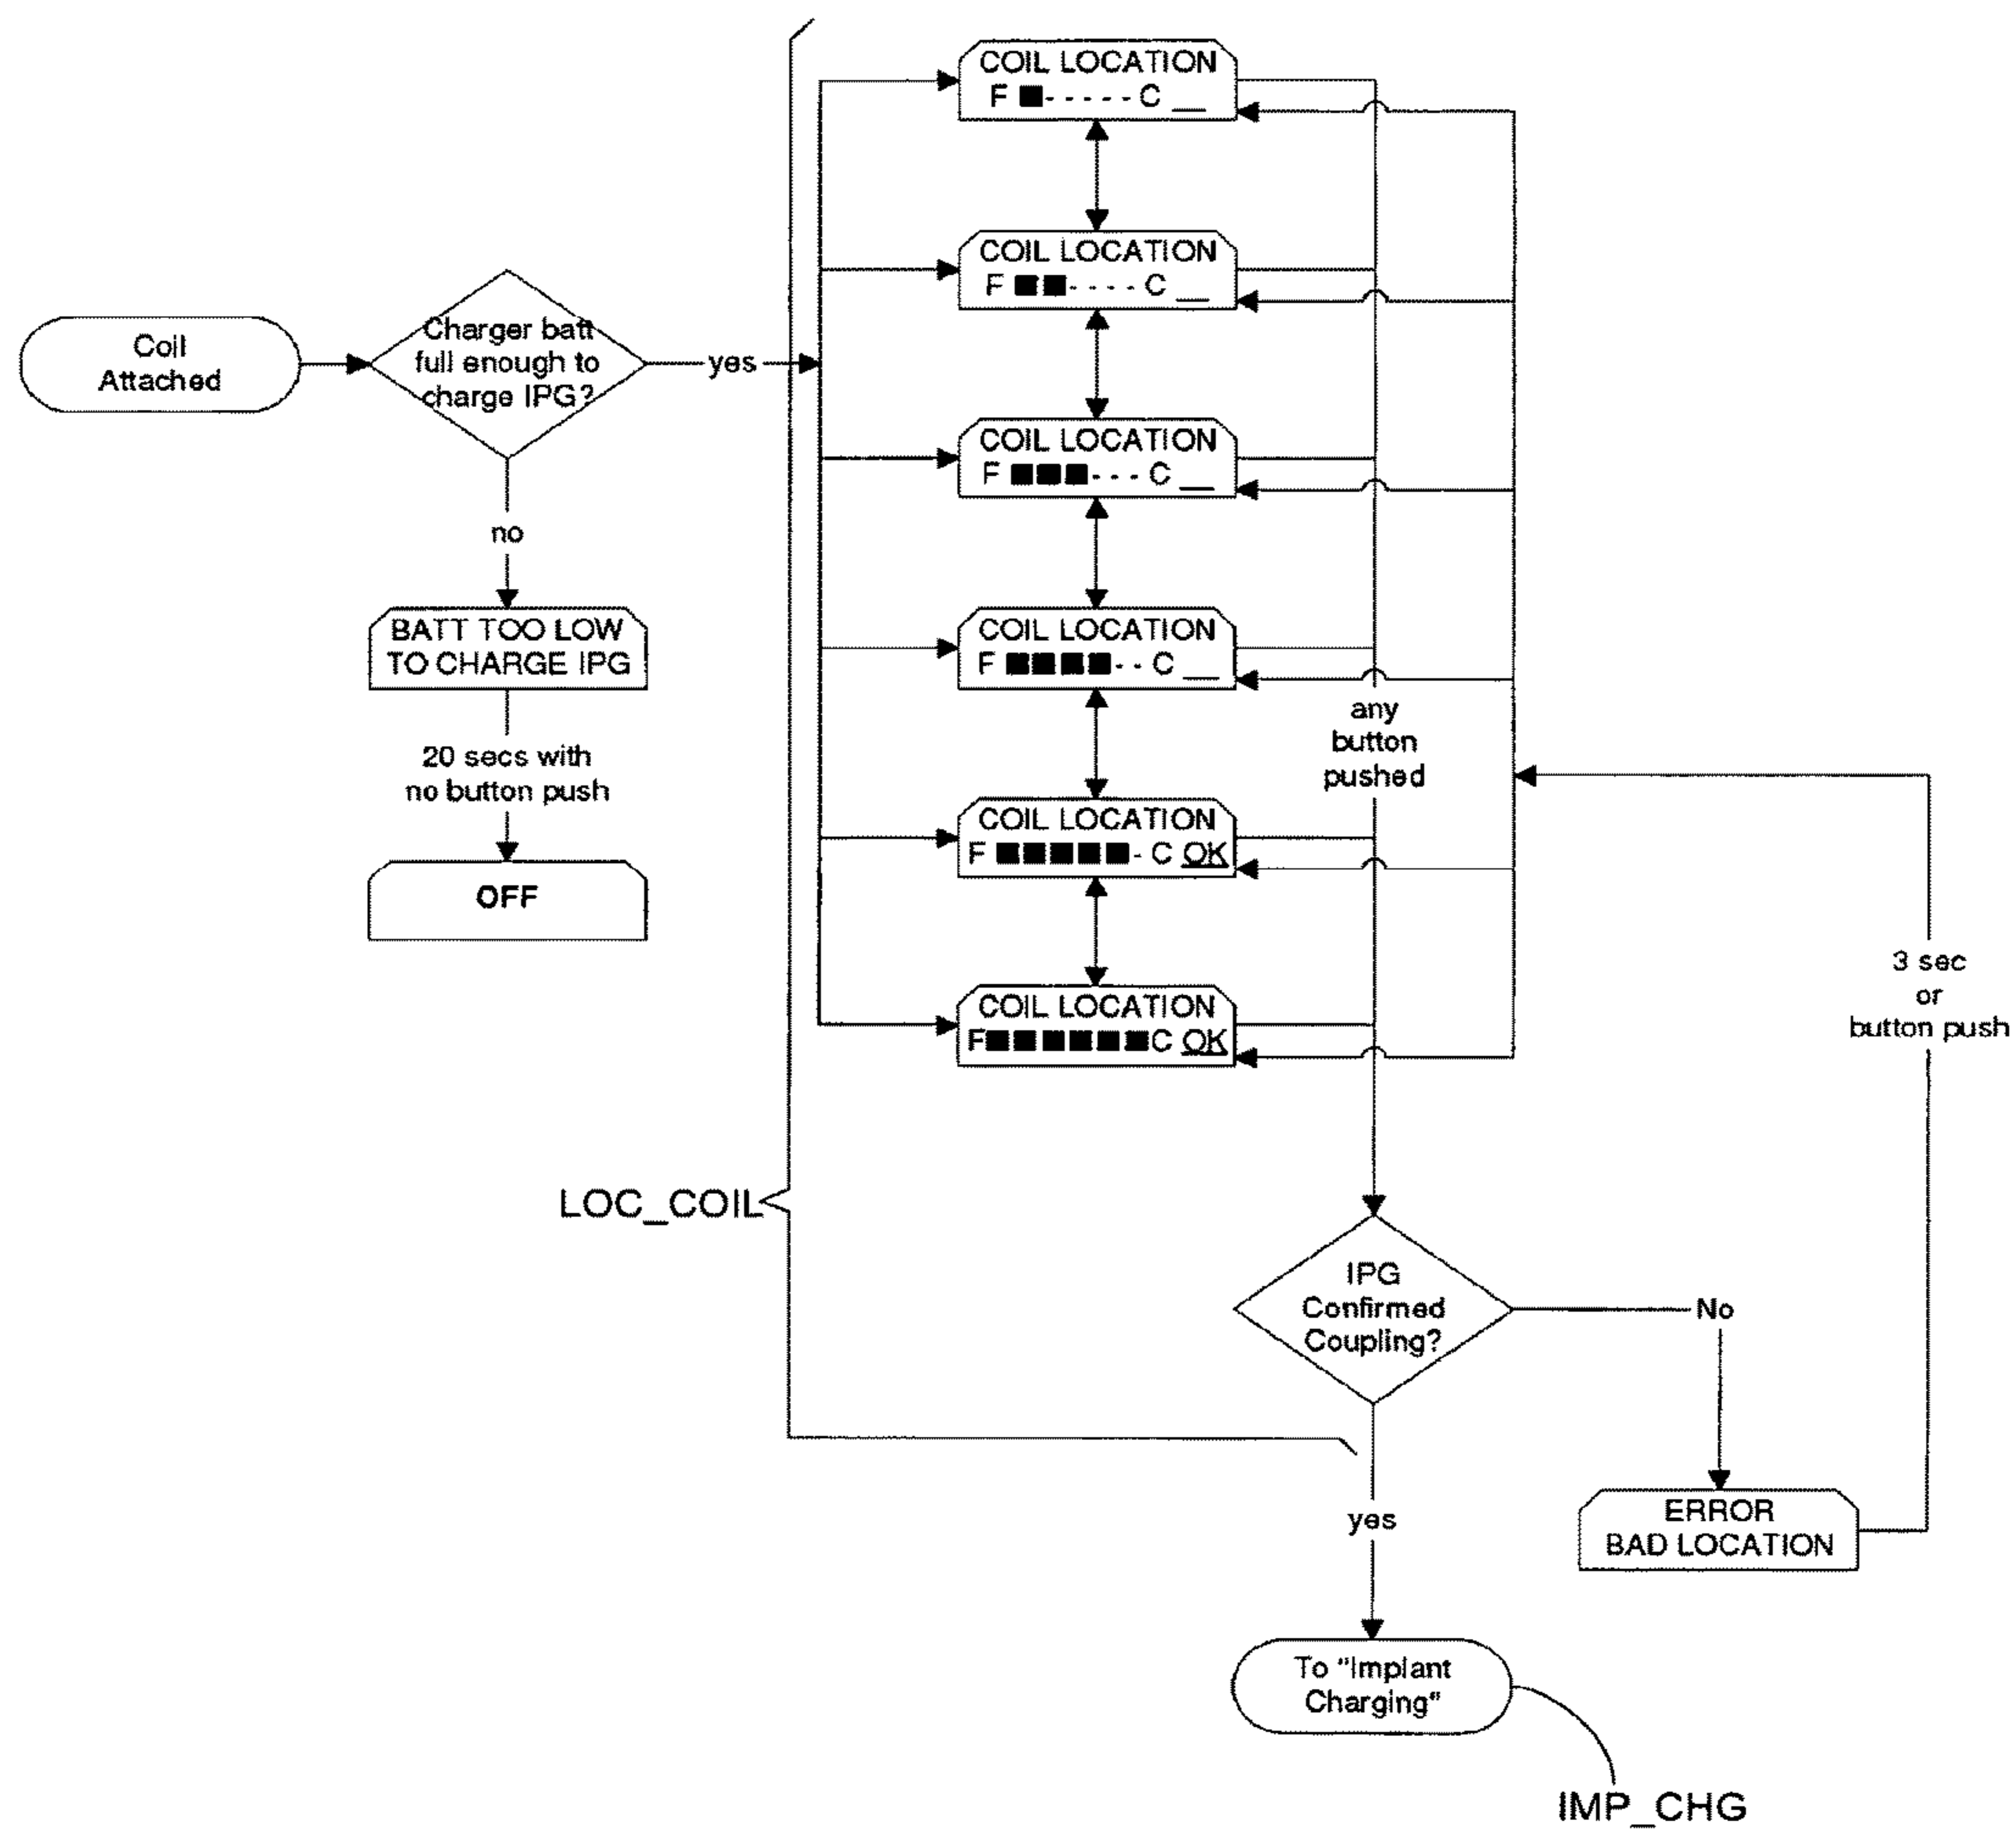 Coil
Attached
Charger batt
full enough to
charge IPG?
yes
no
BATT TOO LOW
TO CHARGE IPG
20 secs with
no button push
OFF
COIL LOCATION
F ■----- C __
COIL LOCATION
F ■■---- C __
COIL LOCATION
F ■■■--- C __
COIL LOCATION
F ■■■■-- C __
COIL LOCATION
F ■■■■■- C OK
COIL LOCATION
F■■■■■■C OK
any
button
pushed
3 sec
or
button push
LOC_COIL
IPG
Confirmed
Coupling?
No
ERROR
BAD LOCATION
yes
To "Implant
Charging"
IMP_CHG